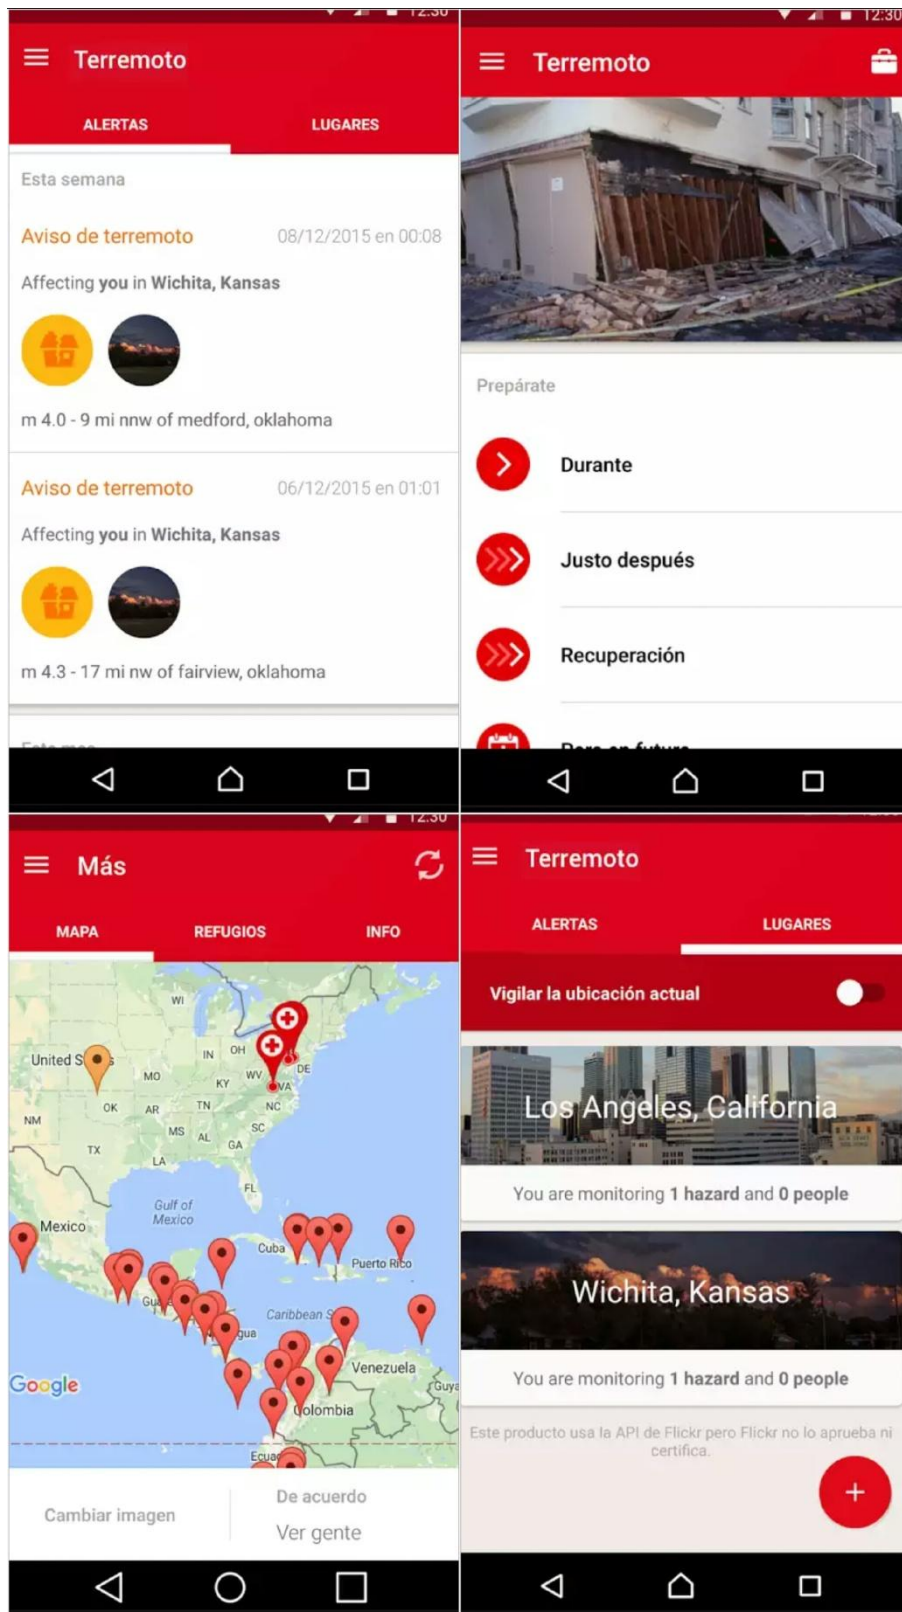 12:30
Terremoto
ALERTAS LUGARES
Esta semana
Aviso de terremoto 08/12/2015 en 00:08
Affecting you in Wichita, Kansas
m 4.0 - 9 mi nnw of medford, oklahoma
Aviso de terremoto 06/12/2015 en 01:01
Affecting you in Wichita, Kansas
m 4.3 - 17 mi nw of fairview, oklahoma
12:30
Terremoto
Prepárate
Durante
Justo después
Recuperación
12:30
Más
MAPA REFUGIOS INFO
WI
United
IN
OH
MO
KY
WV
VA
DE
NM
OK
AR
TN
NC
TX
MS
AL
GA
SC
LA
FL
Gulf of
Mexico
Mexico
Cuba
Puerto Rico
Caribbean
Venezuela
Colombia
Google
Cambiar imagen
De acuerdo
Ver gente
Terremoto
ALERTAS LUGARES
Vigilar la ubicación actual
Los Angeles, California
You are monitoring 1 hazard and 0 people
Wichita, Kansas
You are monitoring 1 hazard and 0 people
Este producto usa la API de Flickr pero Flickr no lo aprueba ni
certifica.